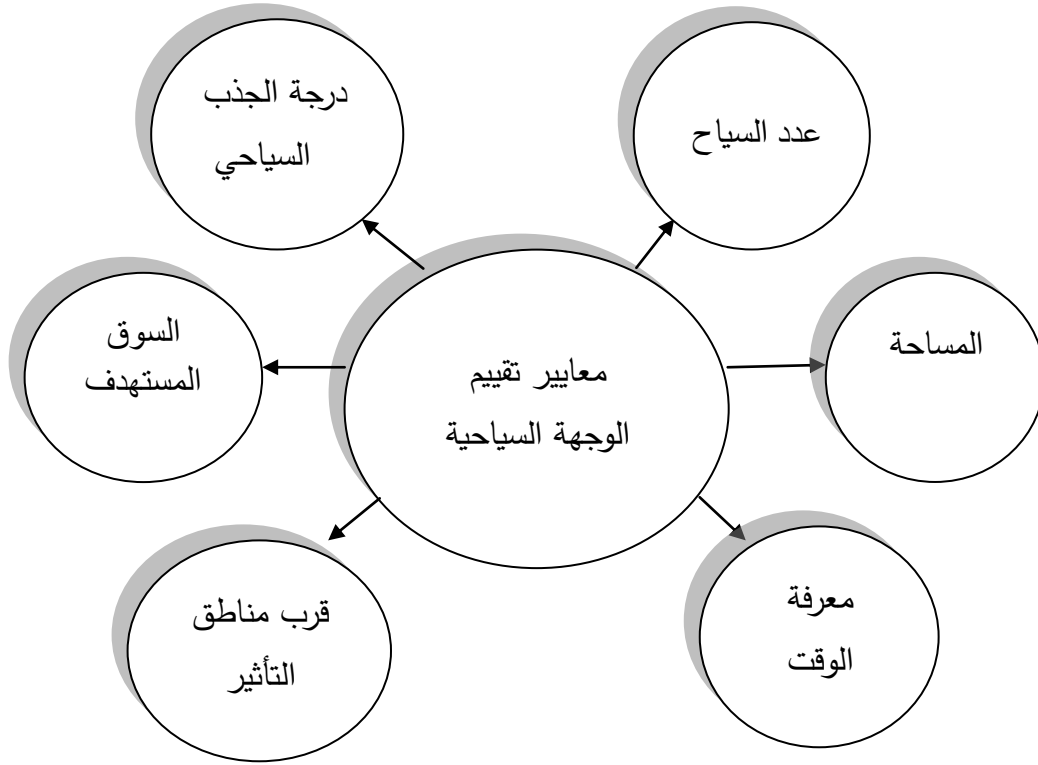 عدد السياح
درجة الجذب
السياحي
المساحة
معايير تقييم
الوجهة السياحية
السوق
المستهدف
معرفة
الوقت
قرب مناطق
التأثير